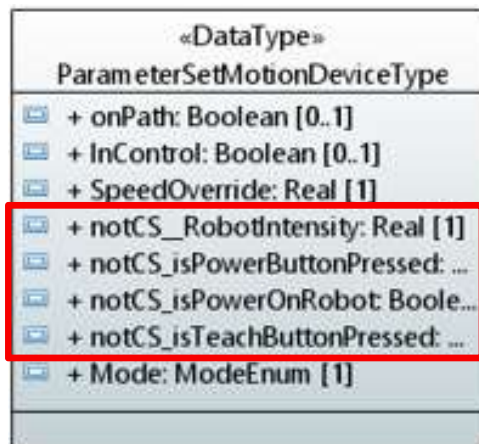 «DataType»
ParameterSetMotionDeviceType
+ onPath: Boolean [0..1]
+ InControl: Boolean [0..1]
+ SpeedOverride: Real [1]
+ notCS__RobotIntensity: Real [1]
+ notCS_isPowerButtonPressed: ...
+ notCS_isPowerOnRobot: Boole...
+ notCS_isTeachButtonPressed: ...
+ Mode: ModeEnum [1]